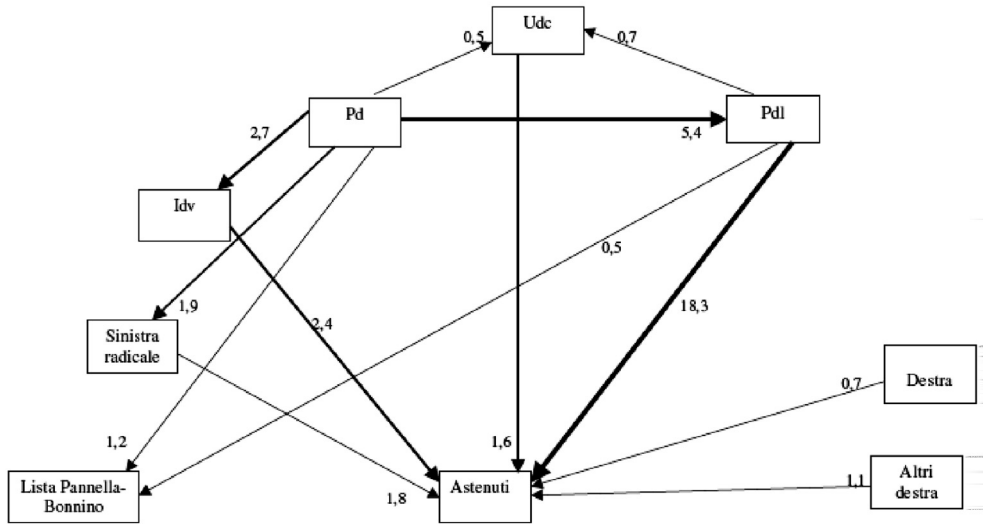 Udc
0,5
0,7
Pd
Pdl
2,7
5,4
Idv
0,5
1,9
2,4
18,3
Sinistra
radicale
0,7
Destra
1,2
1,6
Lista Pannella-
Bonnino
1,8
Astenuti
1,1
Altri
destra